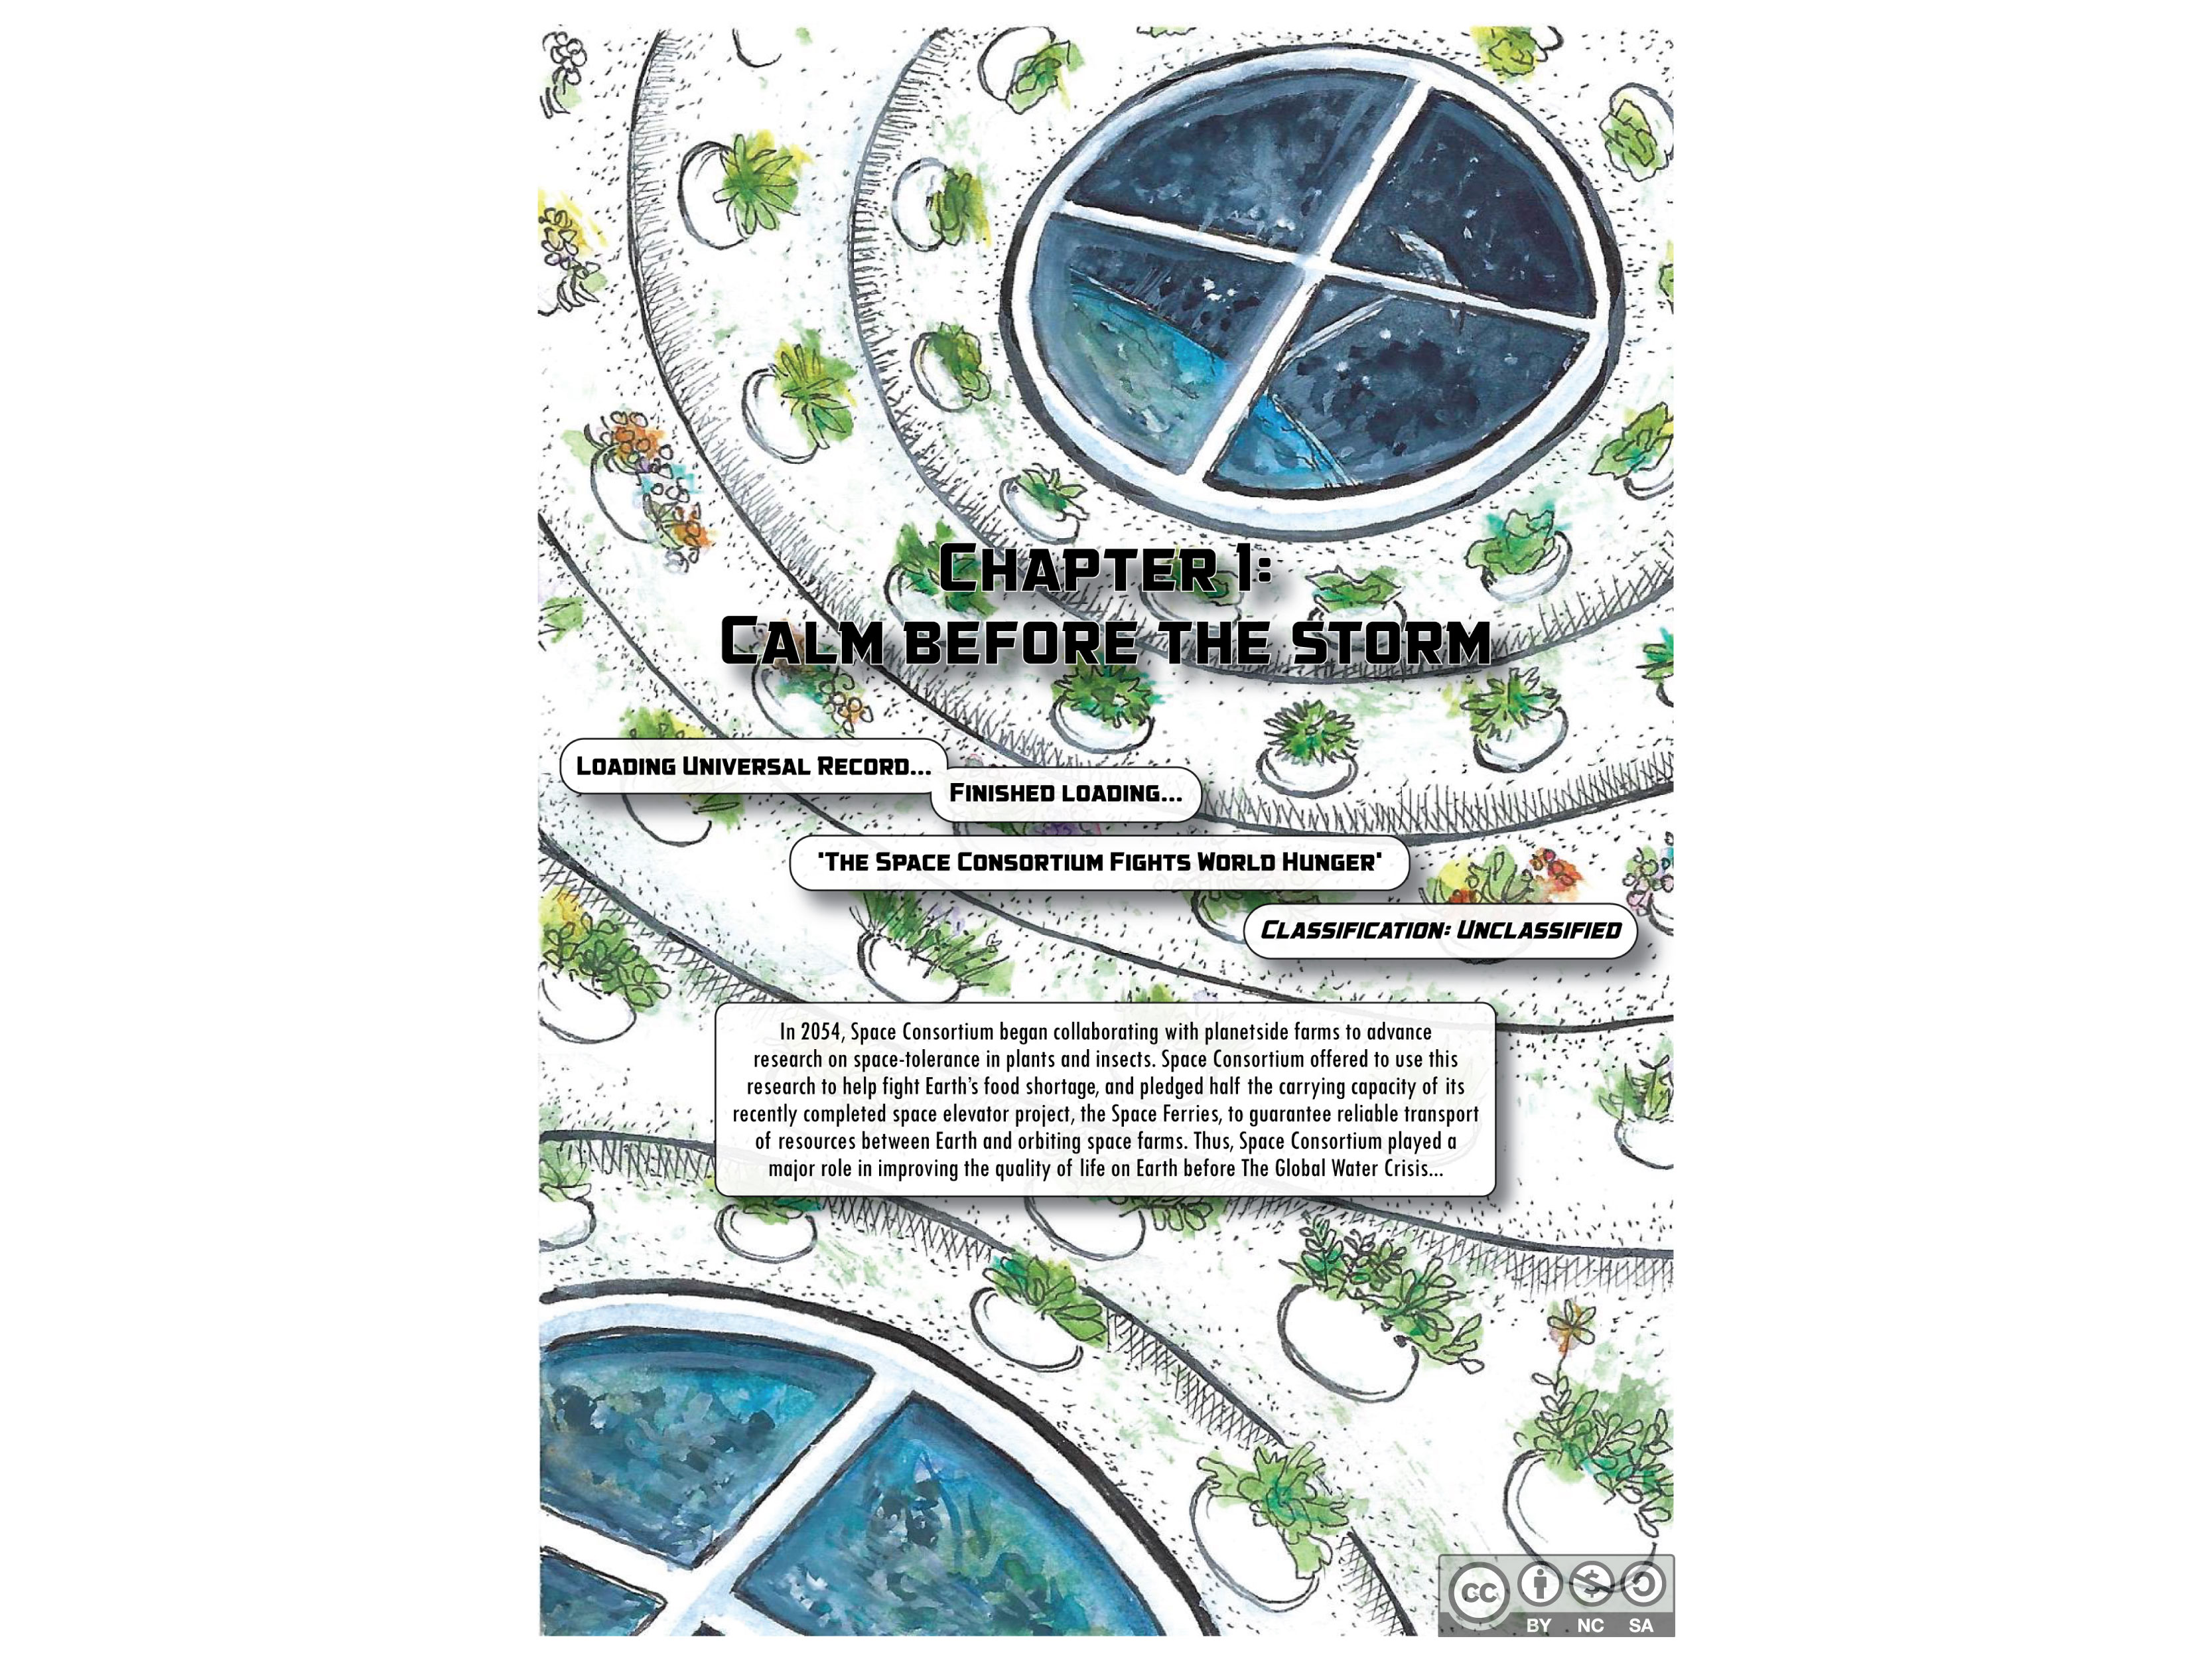 Chapter 1:
Calm before the storm
Loading Universal Record...
Finished loading...
'The Space Consortium Fights World Hunger'
Classification: Unclassified
In 2054, Space Consortium began collaborating with planetside farms to advance
research on space-tolerance in plants and insects. Space Consortium offered to use this
research to help fight Earth's food shortage, and pledged half the carrying capacity of its
recently completed space elevator project, the Space Ferries, to guarantee reliable transport
of resources between Earth and orbiting space farms. Thus, Space Consortium played a
major role in improving the quality of life on Earth before The Global Water Crisis...
cc
BY NC SA